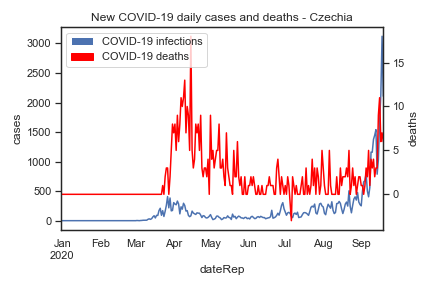 New COVID-19 daily cases and deaths - Czechia
COVID-19 infections
COVID-19 deaths
3000
2500
2000
1500
1000
500
0
cases
15
10
5
0
deaths
Jan
2020
Feb
Mar
Apr
May
Jun
Jul
Aug
Sep
dateRep